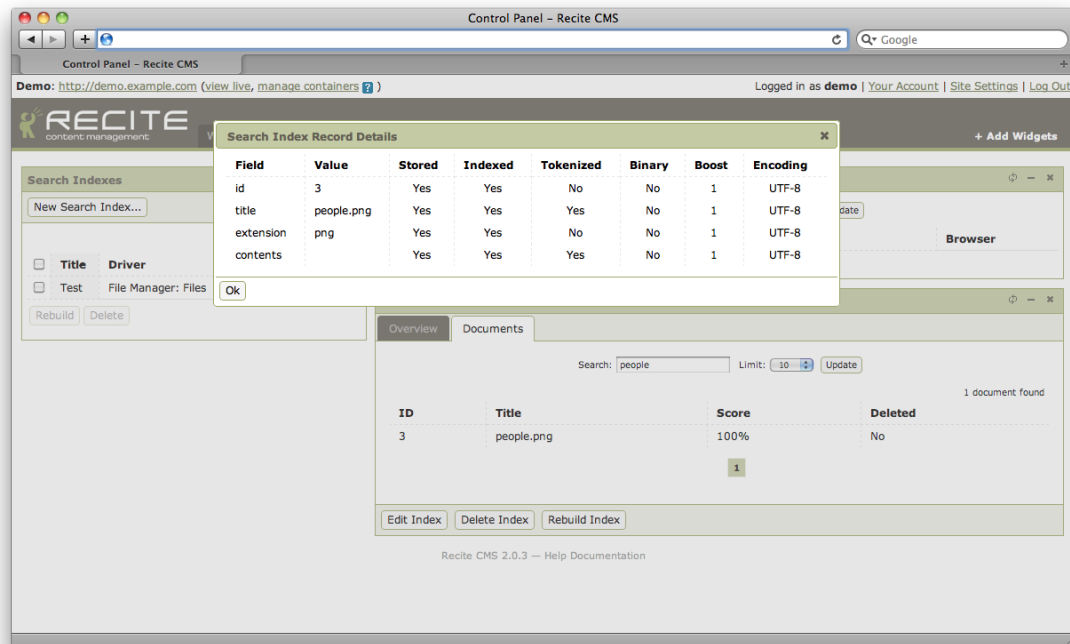 Control Panel – Recite CMS
Google
Control Panel – Recite CMS
Demo: http://demo.example.com (view live, manage containers ? )
Logged in as demo | Your Account | Site Settings | Log Out
RECITE
content management
W
+ Add Widgets
Search Index Record Details
Field Value Stored Indexed Tokenized Binary Boost Encoding
id 3 Yes Yes No No 1 UTF-8
title people.png Yes Yes Yes No 1 UTF-8
extension png Yes Yes No No 1 UTF-8
contents Yes Yes Yes No 1 UTF-8
Ok
Search Indexes
New Search Index...
Title Driver
Test File Manager: Files
Rebuild Delete
date
Browser
Overview Documents
Search: people Limit: 10 Update
1 document found
ID Title Score Deleted
3 people.png 100% No
1
Edit Index Delete Index Rebuild Index
Recite CMS 2.0.3 — Help Documentation